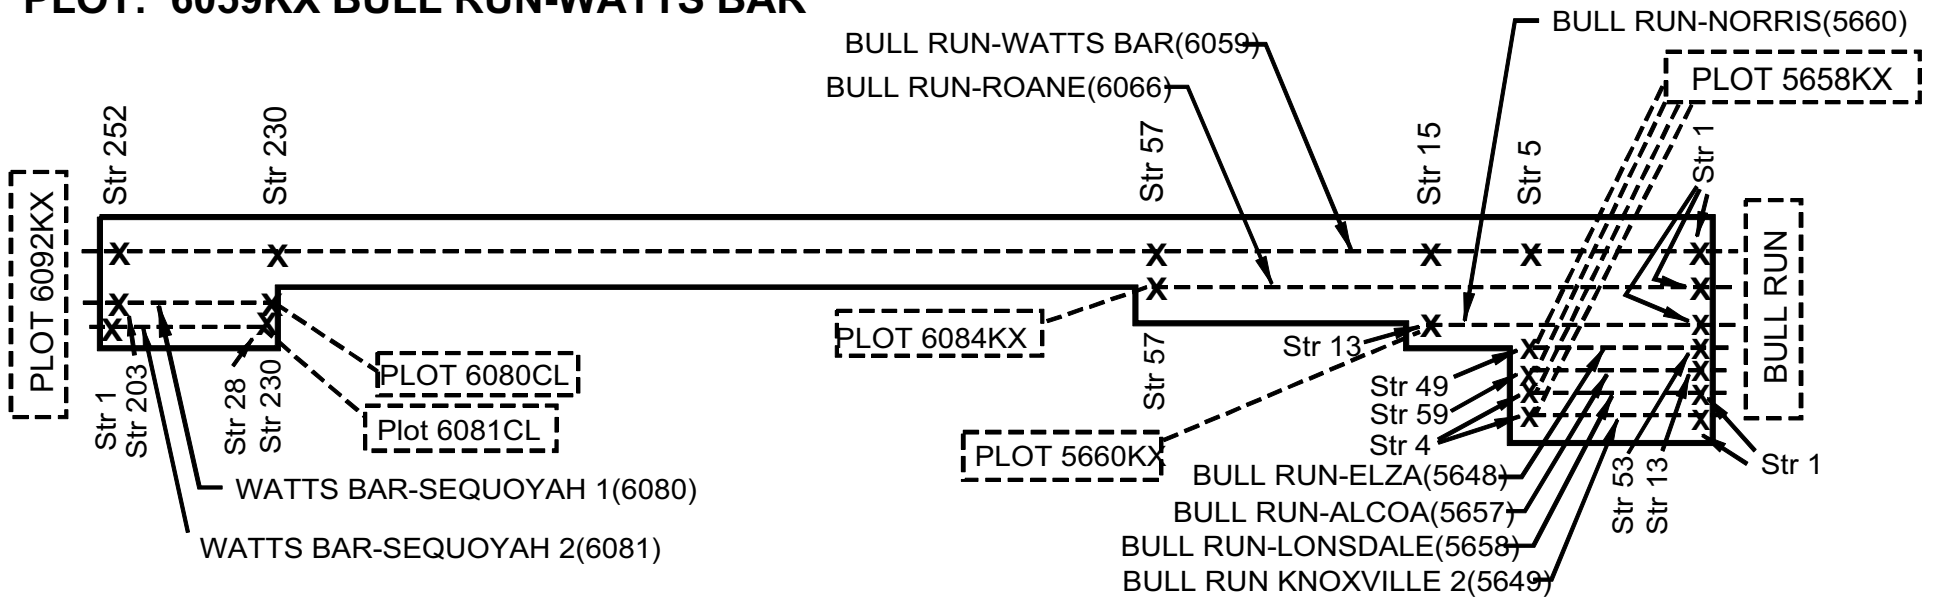 PLOT: 6059KX BULL RUN-WATTS BAR
BULL RUN-NORRIS(5660)
BULL RUN-WATTS BAR(6059)
BULL RUN-ROANE(6066)
PLOT 5658KX
Str 252
Str 230
Str 57
Str 15
Str 5
Str 1
PLOT 6092KX
BULL RUN
X X X X X X
X X X
X X X
X X X X
X X
X X
X X
PLOT 6084KX
Str 13
Str 57
PLOT 6080CL
Plot 6081CL
Str 1
Str 203
Str 28
Str 230
Str 49
Str 59
Str 4
PLOT 5660KX
Str 53
Str 13
Str 1
WATTS BAR-SEQUOYAH 1(6080)
WATTS BAR-SEQUOYAH 2(6081)
BULL RUN-ELZA(5648)
BULL RUN-ALCOA(5657)
BULL RUN-LONSDALE(5658)
BULL RUN KNOXVILLE 2(5649)